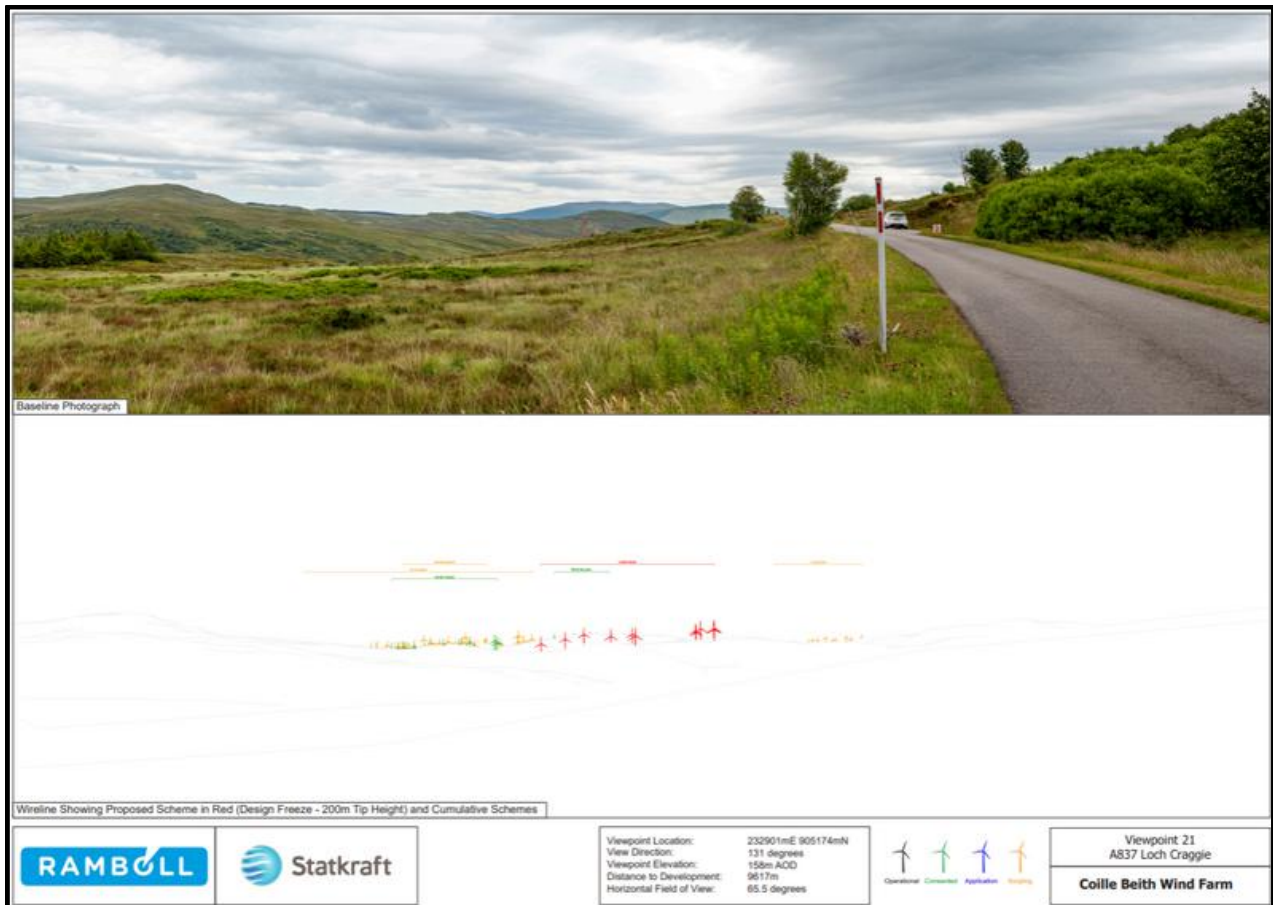 Baseline Photograph
Wireline Showing Proposed Scheme in Red (Design Freeze - 200m Tip Height) and Cumulative Schemes
RAMBOLL
Statkraft
Viewpoint Location: 232901mE 905174mN
View Direction: 131 degrees
Viewpoint Elevation: 158m AOD
Distance to Development: 9617m
Horizontal Field of View: 65.5 degrees
Operational Consented Application Scoping
Viewpoint 21
A837 Loch Craggie
Coille Beith Wind Farm